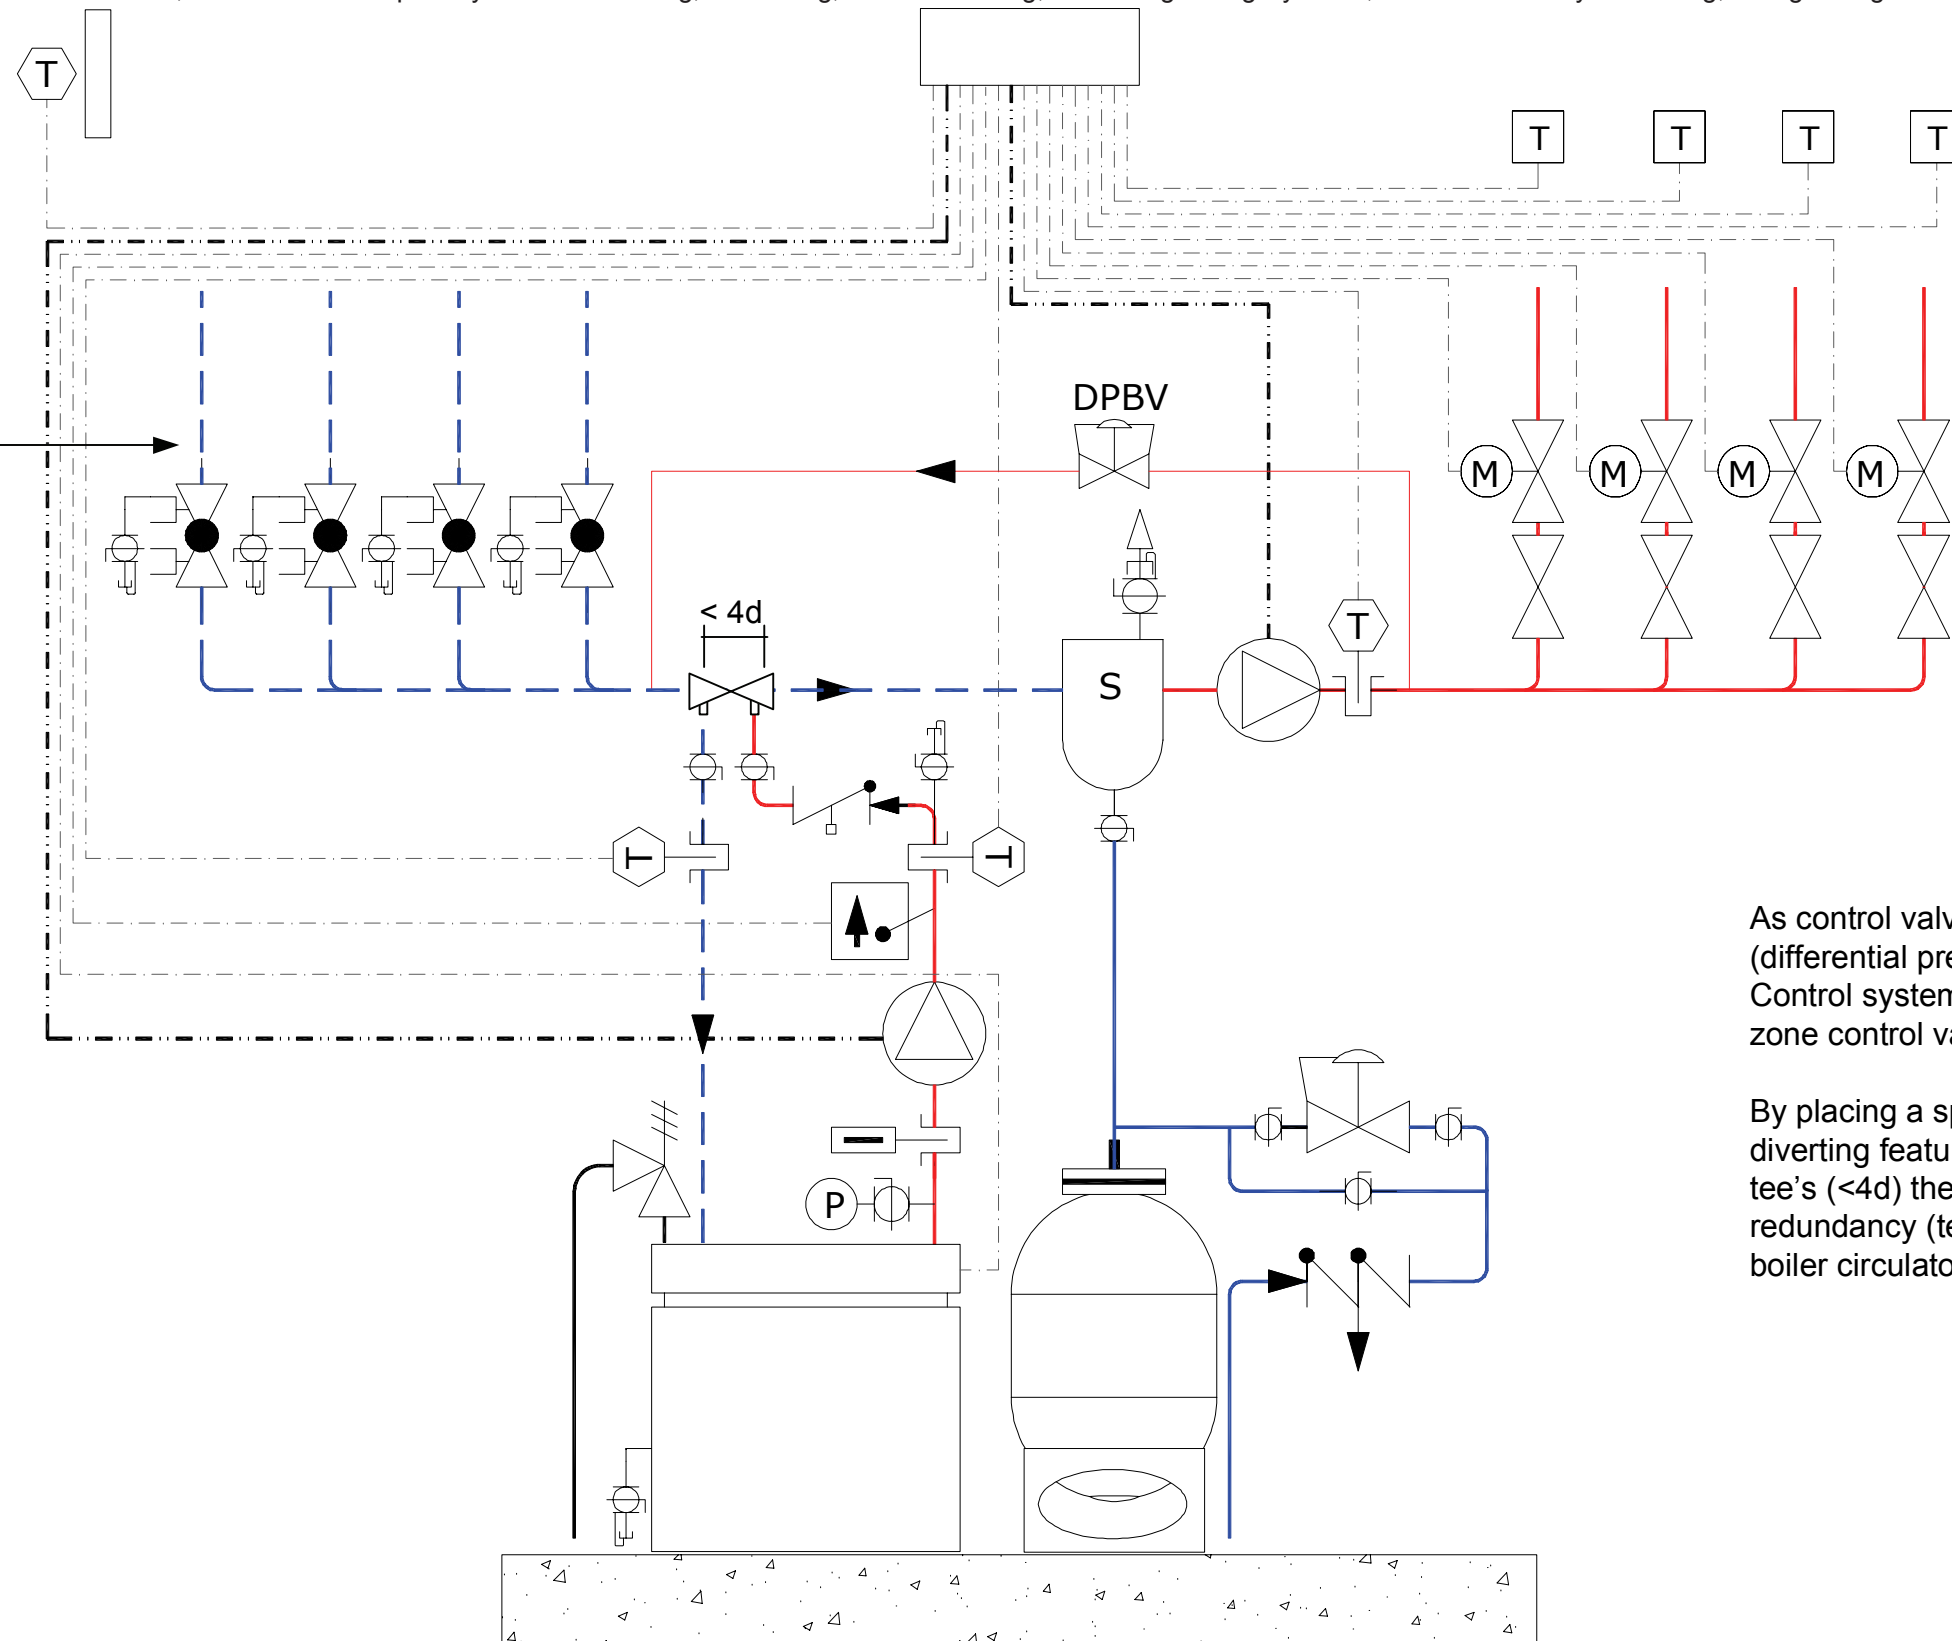 T
T T T T
DPBV
M M M M
< 4d
T
S
T T
P
As control valv
(differential pre
Control system
zone control va
By placing a sp
diverting featu
tee's (<4d) the
redundancy (te
boiler circulato